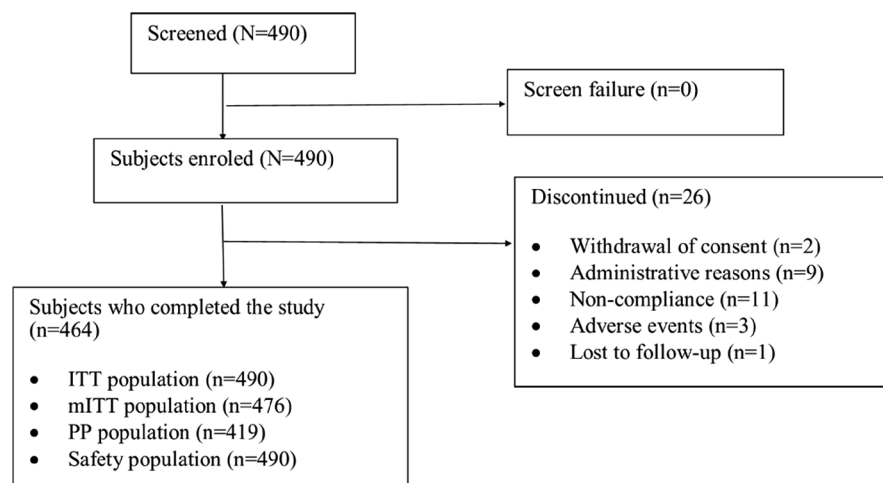 Screened (N=490)
Screen failure (n=0)
Subjects enroled (N=490)
Discontinued (n=26)
• Withdrawal of consent (n=2)
• Administrative reasons (n=9)
• Non-compliance (n=11)
• Adverse events (n=3)
• Lost to follow-up (n=1)
Subjects who completed the study
(n=464)
• ITT population (n=490)
• mITT population (n=476)
• PP population (n=419)
• Safety population (n=490)